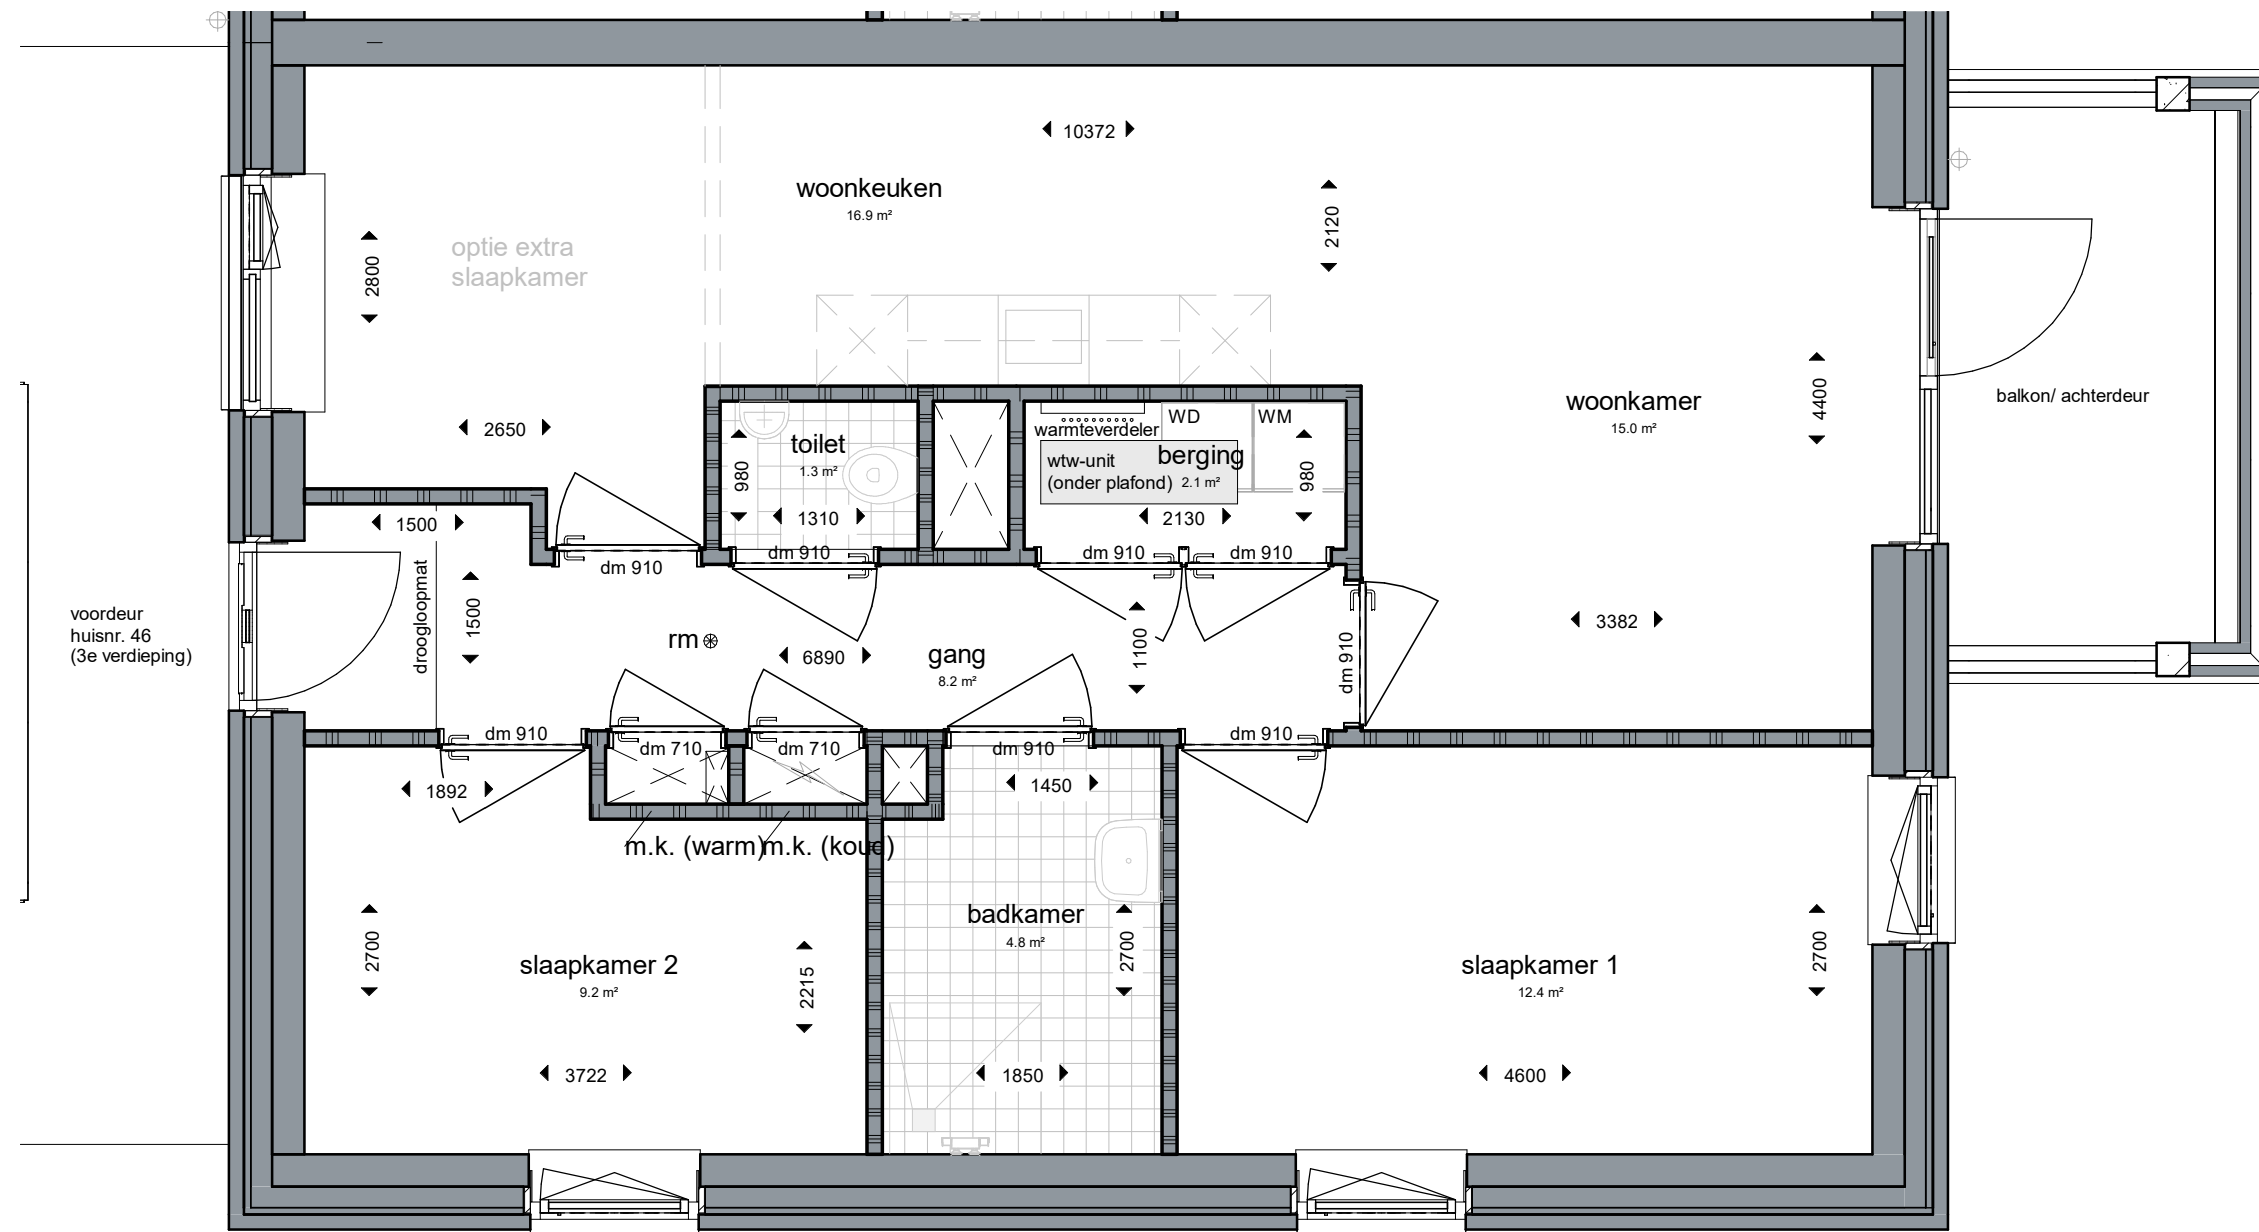 10372
woonkeuken
16.9 m²
2120
optie extra
slaapkamer
2800
2650
woonkamer
15.0 m²
4400
balkon/ achterdeur
toilet
1.3 m²
980
1310
dm 910
WD
WM
warmteverdeler
wtw-unit
(onder plafond)
berging
2.1 m²
980
2130
dm 910
dm 910
1500
droogloopmat
1500
dm 910
voordeur
huisnr. 46
(3e verdieping)
rm
6890
gang
8.2 m²
1100
dm 910
3382
dm 910
dm 710
dm 710
dm 910
dm 910
1892
1450
m.k. (warm)
m.k. (koud)
2700
slaapkamer 2
9.2 m²
2215
3722
badkamer
4.8 m²
2700
1850
slaapkamer 1
12.4 m²
2700
4600